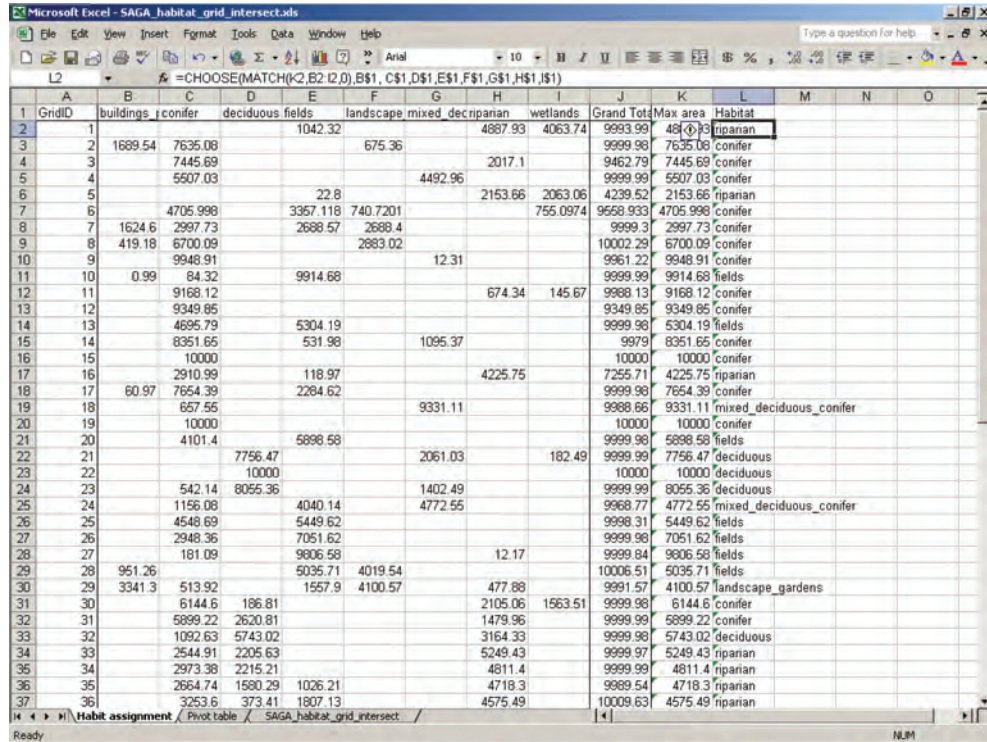 Microsoft Excel - SAGA_habitat_grid_intersect.xls
File Edit View Insert Format Tools Data Window Help Type a question for help
Arial 10 B I U $ % ,
L2 fx =CHOOSE(MATCH(K2,B2:I2,0),B$1, C$1,D$1,E$1,F$1,G$1,H$1,I$1)
A B C D E F G H I J K L M N O
1 GridID buildings_ conifer deciduous fields landscape mixed_dec riparian wetlands Grand Tota Max area Habitat
2 1 1042.32 4887.93 4063.74 9993.99 48 93 riparian
3 2 1689.54 7635.08 675.36 9999.98 7635.08 conifer
4 3 7445.69 2017.1 9462.79 7445.69 conifer
5 4 5507.03 4492.96 9999.99 5507.03 conifer
6 5 22.8 2153.66 2063.06 4239.52 2153.66 riparian
7 6 4705.998 3357.118 740.7201 755.0974 9558.933 4705.998 conifer
8 7 1624.6 2997.73 2688.57 2688.4 9999.3 2997.73 conifer
9 8 419.18 6700.09 2883.02 10002.29 6700.09 conifer
10 9 9948.91 12.31 9961.22 9948.91 conifer
11 10 0.99 84.32 9914.68 9999.99 9914.68 fields
12 11 9168.12 674.34 145.67 9988.13 9168.12 conifer
13 12 9349.85 9349.85 9349.85 conifer
14 13 4695.79 5304.19 9999.98 5304.19 fields
15 14 8351.65 531.98 1095.37 9979 8351.65 conifer
16 15 10000 10000 10000 conifer
17 16 2910.99 118.97 4225.75 7255.71 4225.75 riparian
18 17 60.97 7654.39 2284.62 9999.98 7654.39 conifer
19 18 657.55 9331.11 9988.66 9331.11 mixed_deciduous_conifer
20 19 10000 10000 10000 conifer
21 20 4101.4 5898.58 9999.98 5898.58 fields
22 21 7756.47 2061.03 182.49 9999.99 7756.47 deciduous
23 22 10000 10000 10000 deciduous
24 23 542.14 8055.36 1402.49 9999.99 8055.36 deciduous
25 24 1156.08 4040.14 4772.55 9968.77 4772.55 mixed_deciduous_conifer
26 25 4548.69 5449.62 9998.31 5449.62 fields
27 26 2948.36 7051.62 9999.98 7051.62 fields
28 27 181.09 9806.58 12.17 9999.84 9806.58 fields
29 28 951.26 5035.71 4019.54 10006.51 5035.71 fields
30 29 3341.3 513.92 1557.9 4100.57 477.88 9991.57 4100.57 landscape_gardens
31 30 6144.6 186.81 2105.06 1563.51 9999.98 6144.6 conifer
32 31 5899.22 2620.81 1479.96 9999.99 5899.22 conifer
33 32 1092.63 5743.02 3164.33 9999.98 5743.02 deciduous
34 33 2544.91 2205.63 5249.43 9999.97 5249.43 riparian
35 34 2973.38 2215.21 4811.4 9999.99 4811.4 riparian
36 35 2664.74 1580.29 1026.21 4718.3 9989.54 4718.3 riparian
37 36 3253.6 373.41 1807.13 4575.49 10009.63 4575.49 riparian
Habit assignment / Pivot table / SAGA_habitat_grid_intersect /
Ready NUM